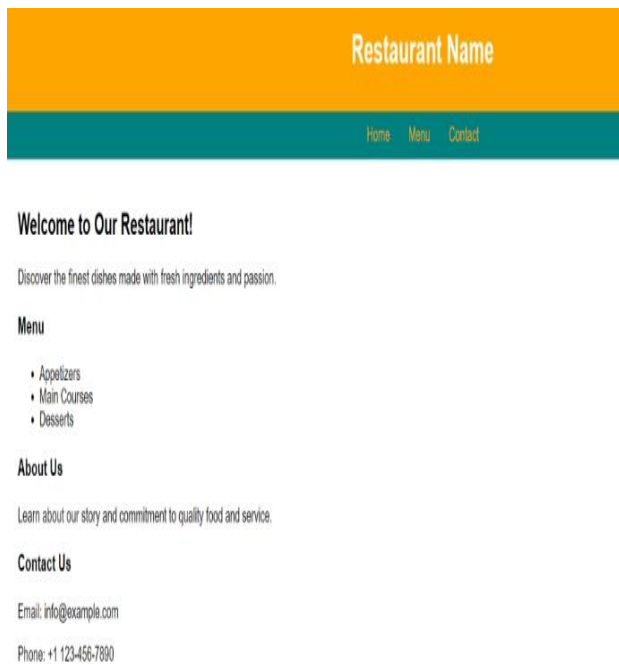 Restaurant Name
Home Menu Contact
Welcome to Our Restaurant!
Discover the finest dishes made with fresh ingredients and passion.
Menu
• Appetizers
• Main Courses
• Desserts
About Us
Learn about our story and commitment to quality food and service.
Contact Us
Email: info@example.com
Phone: +1 123-456-7890